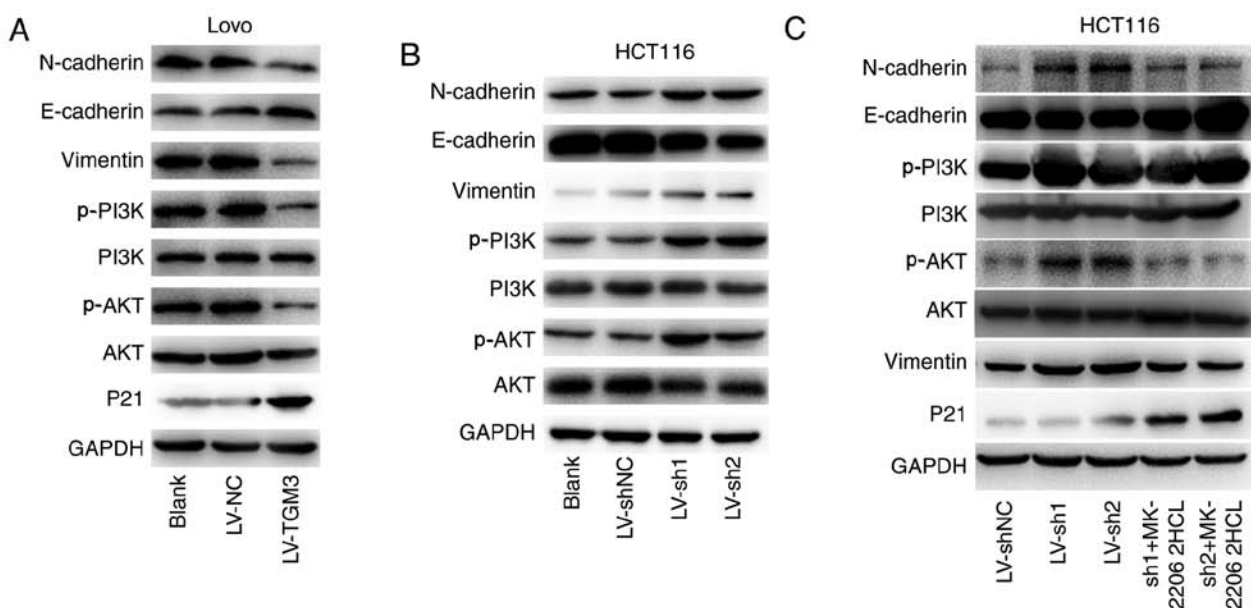 A
Lovo
N-cadherin
E-cadherin
Vimentin
p-PI3K
PI3K
p-AKT
AKT
P21
GAPDH
Blank
LV-NC
LV-TGM3
B
HCT116
N-cadherin
E-cadherin
Vimentin
p-PI3K
PI3K
p-AKT
AKT
GAPDH
Blank
LV-shNC
LV-sh1
LV-sh2
C
HCT116
N-cadherin
E-cadherin
p-PI3K
PI3K
p-AKT
AKT
Vimentin
P21
GAPDH
LV-shNC
LV-sh1
LV-sh2
sh1+MK-
2206 2HCL
sh2+MK-
2206 2HCL